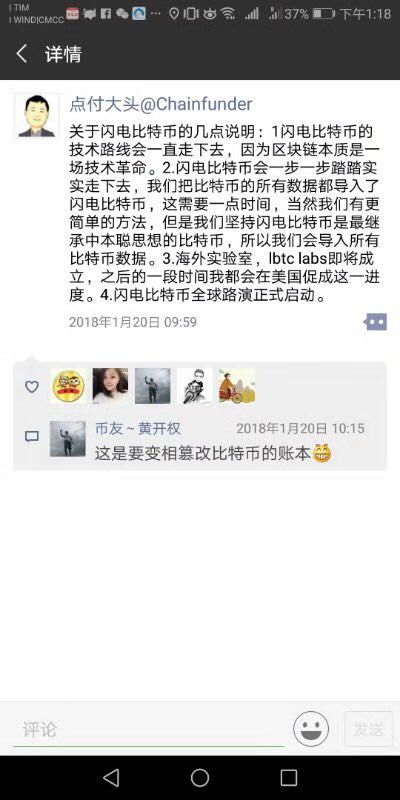 I TIM
I WIND|CMCC
37%
下午1:18
详情
点付大头@Chainfunder
关于闪电比特币的几点说明：1闪电比特币的
技术路线会一直走下去，因为区块链本质是一
场技术革命。2.闪电比特币会一步一步踏踏实
实走下去，我们把比特币的所有数据都导入了
闪电比特币，这需要一点时间，当然我们有更
简单的方法，但是我们坚持闪电比特币是最继
承中本聪思想的比特币，所以我们会导入所有
比特币数据。3.海外实验室，lbtc labs即将成
立，之后的一段时间我都会在美国促成这一进
度。4.闪电比特币全球路演正式启动。
2018年1月20日 09:59
币友～黄开权
2018年1月20日 10:15
这是要变相篡改比特币的账本😁
评论
发送